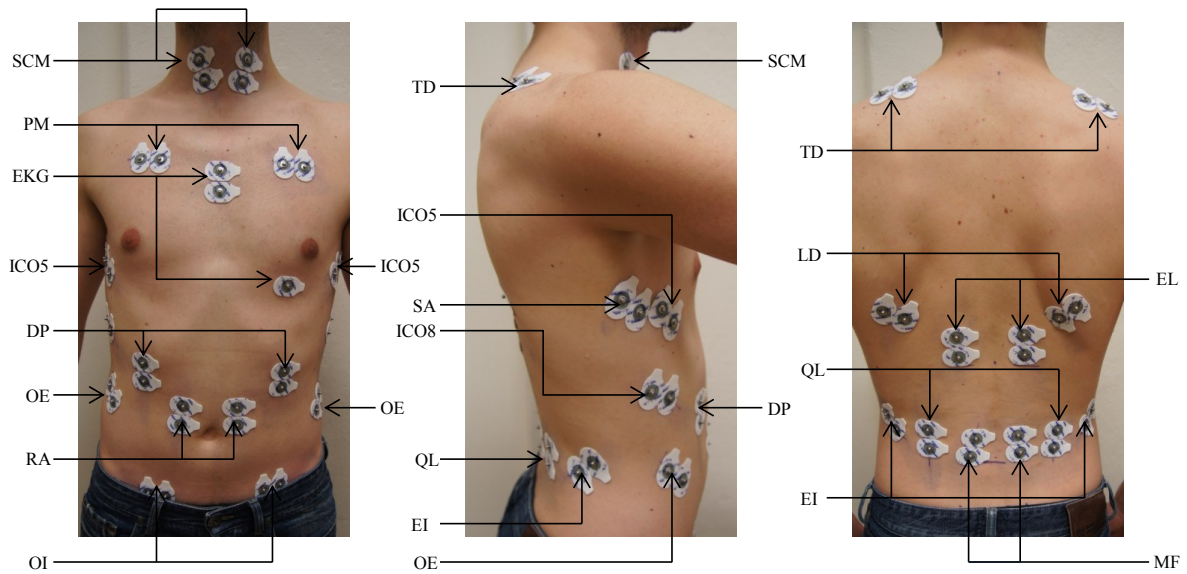 SCM
PM
EKG
ICO5
ICO5
DP
OE
OE
RA
OI
TD
SCM
ICO5
SA
ICO8
DP
QL
EI
OE
TD
LD
EL
QL
EI
MF